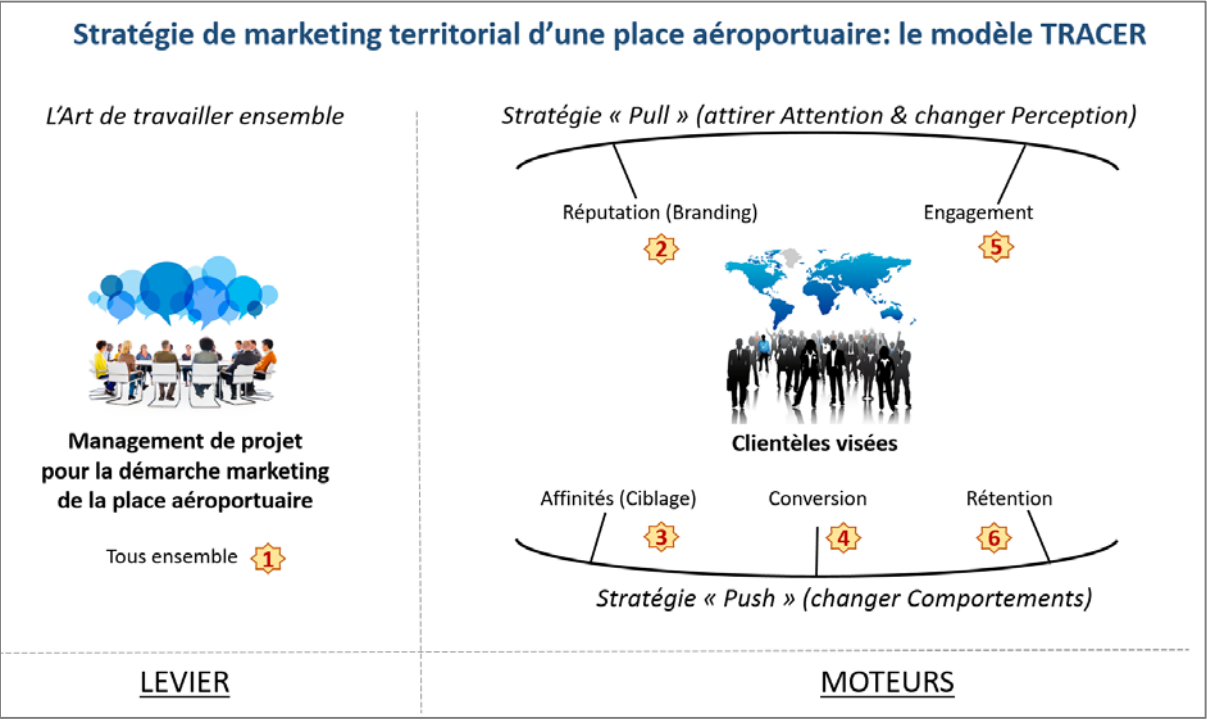 Stratégie de marketing territorial d’une place aéroportuaire: le modèle TRACER
L’Art de travailler ensemble
Stratégie « Pull » (attirer Attention & changer Perception)
Réputation (Branding)
2
Engagement
5
Management de projet
pour la démarche marketing
de la place aéroportuaire
Tous ensemble 1
Clientèles visées
Affinités (Ciblage)
3
Conversion
4
Rétention
6
Stratégie « Push » (changer Comportements)
LEVIER
MOTEURS